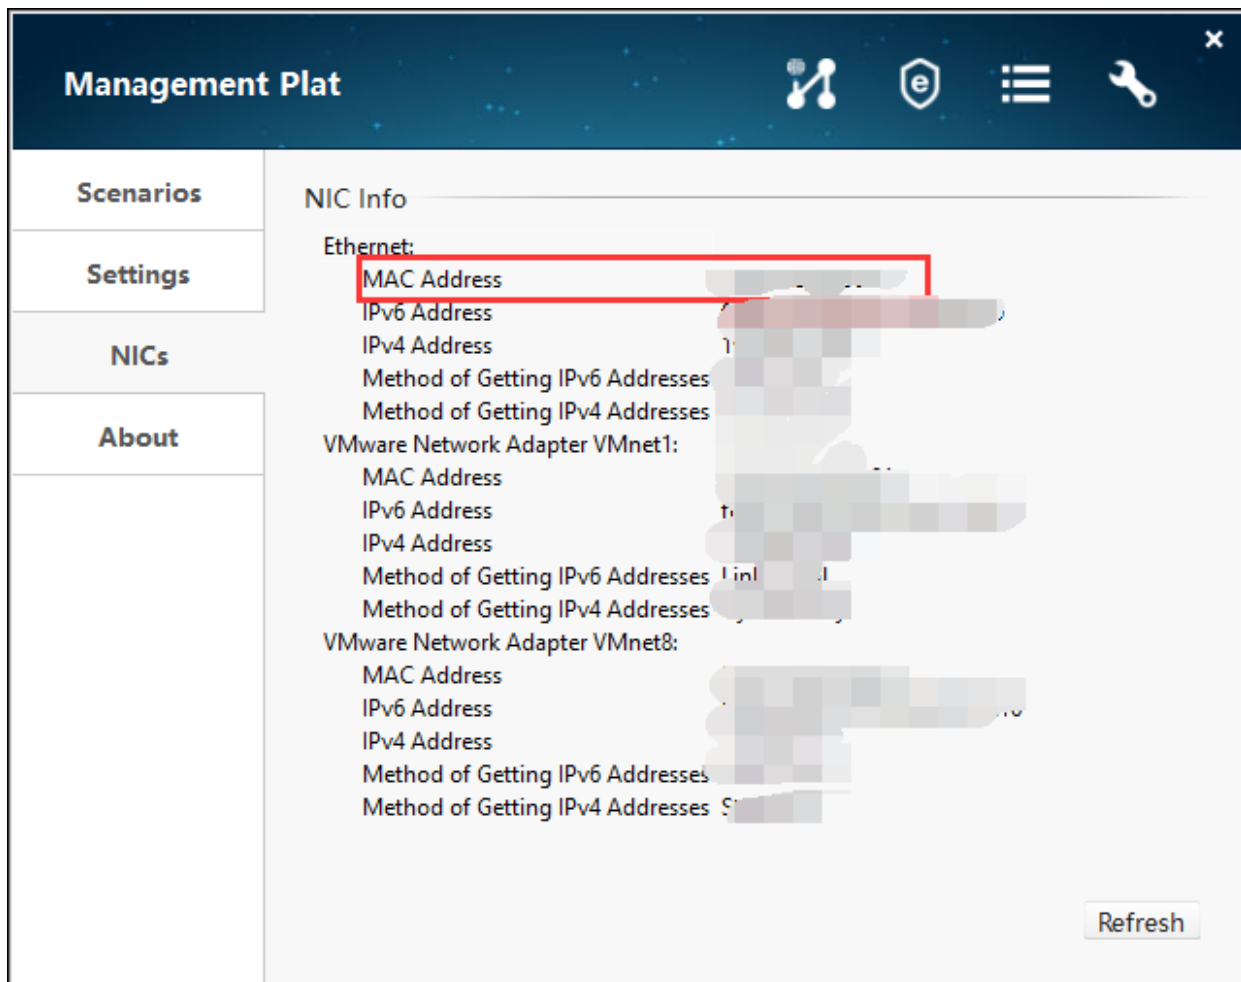 Management Plat
Scenarios
Settings
NICs
About
NIC Info
Ethernet:
MAC Address
IPv6 Address
IPv4 Address
Method of Getting IPv6 Addresses
Method of Getting IPv4 Addresses
VMware Network Adapter VMnet1:
MAC Address
IPv6 Address
IPv4 Address
Method of Getting IPv6 Addresses
Method of Getting IPv4 Addresses
VMware Network Adapter VMnet8:
MAC Address
IPv6 Address
IPv4 Address
Method of Getting IPv6 Addresses
Method of Getting IPv4 Addresses
Refresh